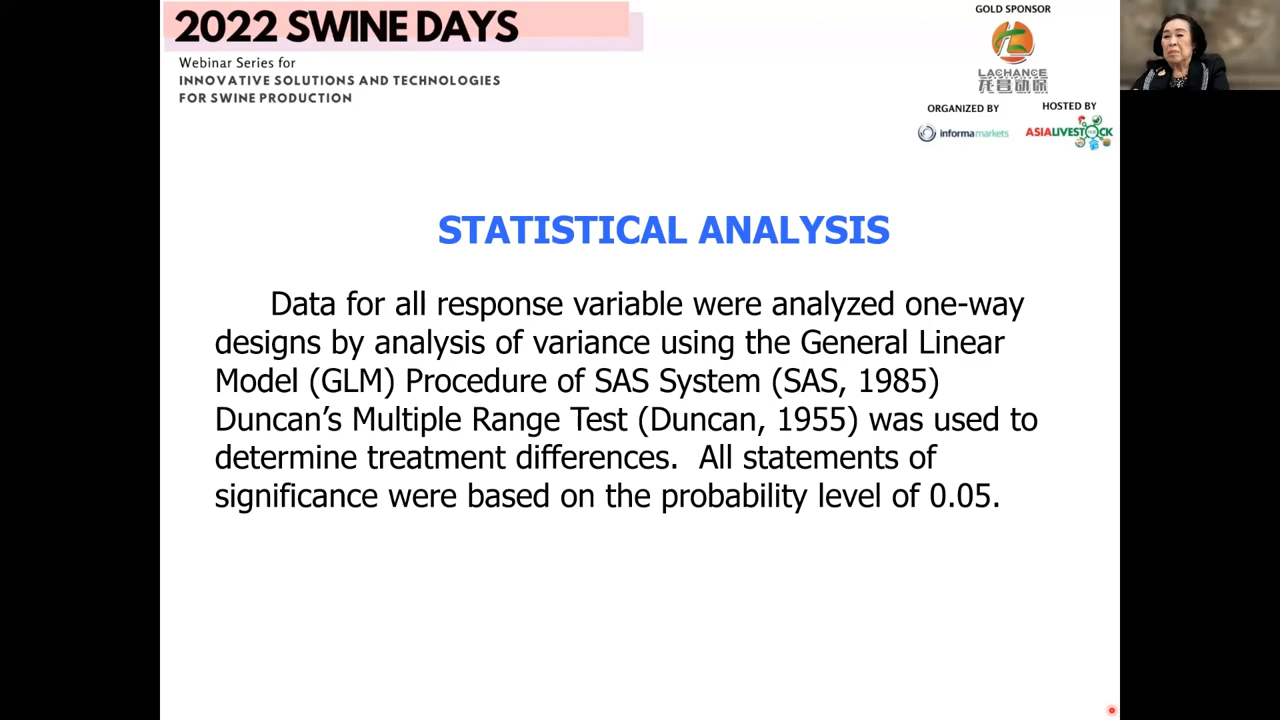 2022 SWINE DAYS
Webinar Series for
INNOVATIVE SOLUTIONS AND TECHNOLOGIES
FOR SWINE PRODUCTION
GOLD SPONSOR
LACHANCE
龙昌动保
ORGANIZED BY
informa markets
HOSTED BY
ASIALIVESTOCK
STATISTICAL ANALYSIS
Data for all response variable were analyzed one-way
designs by analysis of variance using the General Linear
Model (GLM) Procedure of SAS System (SAS, 1985)
Duncan’s Multiple Range Test (Duncan, 1955) was used to
determine treatment differences. All statements of
significance were based on the probability level of 0.05.